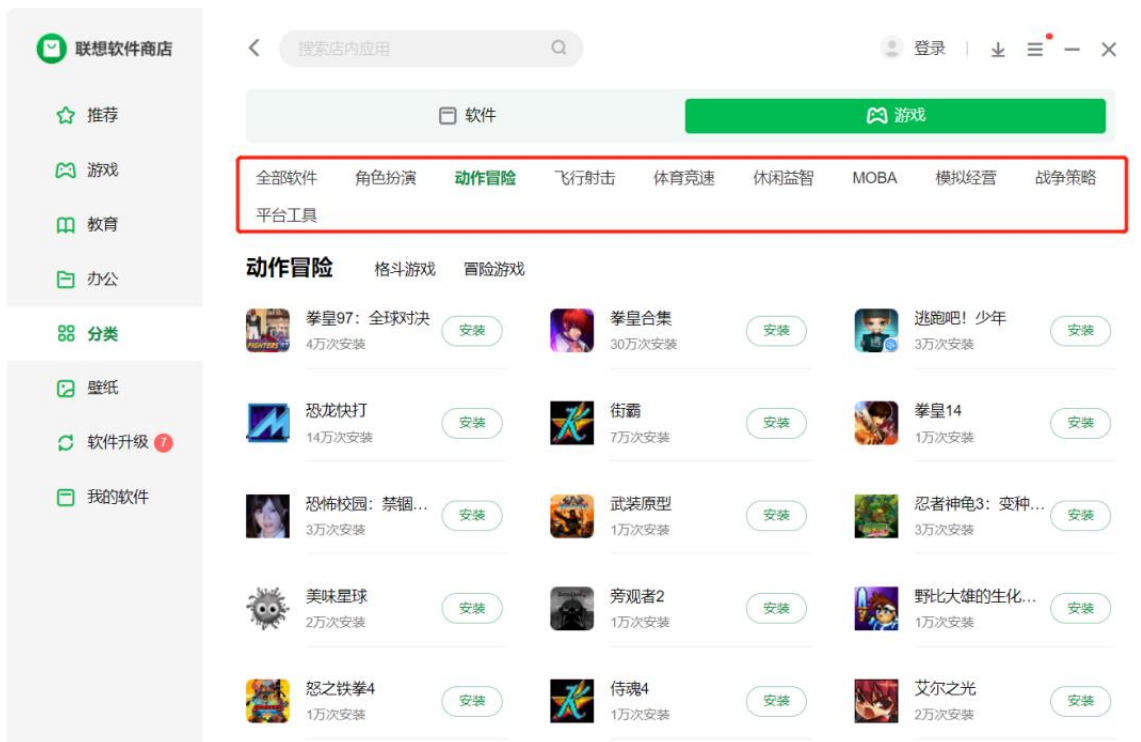 联想软件商店
搜索店内应用
登录
推荐
游戏
教育
办公
分类
壁纸
软件升级 7
我的软件
软件 游戏
全部软件 角色扮演 动作冒险 飞行射击 体育竞速 休闲益智 MOBA 模拟经营 战争策略
平台工具
动作冒险 格斗游戏 冒险游戏
拳皇97：全球对决 安装 拳皇合集 安装 逃跑吧！少年 安装
4万次安装 30万次安装 3万次安装
恐龙快打 安装 街霸 安装 拳皇14 安装
14万次安装 7万次安装 1万次安装
恐怖校园：禁锢... 安装 武装原型 安装 忍者神龟3：变种... 安装
3万次安装 1万次安装 3万次安装
美味星球 安装 旁观者2 安装 野比大雄的生化... 安装
2万次安装 1万次安装 1万次安装
怒之铁拳4 安装 侍魂4 安装 艾尔之光 安装
1万次安装 1万次安装 2万次安装